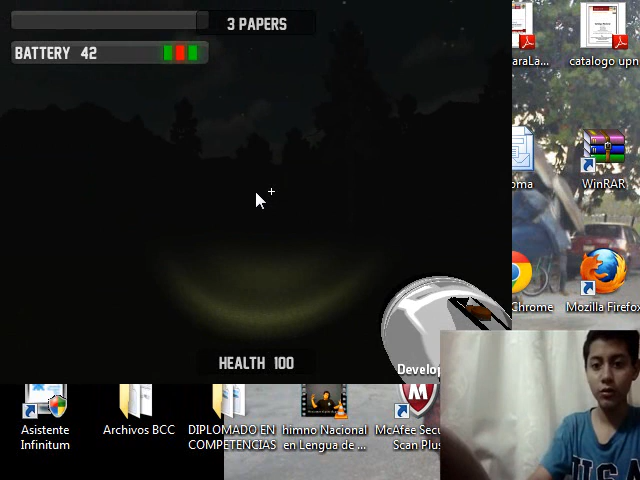 3 PAPERS
BATTERY 42
HEALTH 100
Develop
catalogo upn
WinRAR
Chrome
Mozilla Firefox
Asistente
Infinitum
Archivos BCC
DIPLOMADO EN
COMPETENCIAS
himno Nacional
en Lengua de ...
McAfee Secu
Scan Plus
USA